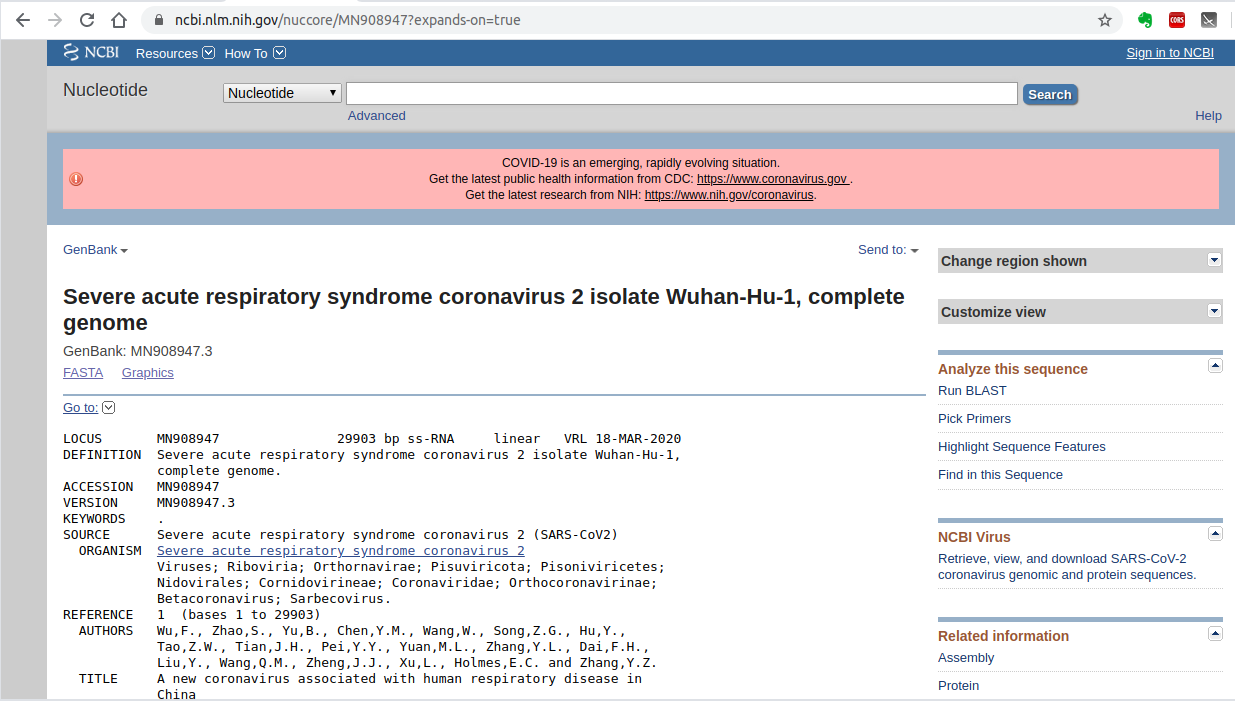 ncbi.nlm.nih.gov/nuccore/MN908947?expands-on=true
CORS
NCBI Resources How To Sign in to NCBI
Nucleotide Nucleotide Search
Advanced Help
COVID-19 is an emerging, rapidly evolving situation.
Get the latest public health information from CDC: https://www.coronavirus.gov .
Get the latest research from NIH: https://www.nih.gov/coronavirus.
GenBank Send to:
Severe acute respiratory syndrome coronavirus 2 isolate Wuhan-Hu-1, complete
genome
GenBank: MN908947.3
FASTA Graphics
Go to:
LOCUS MN908947 29903 bp ss-RNA linear VRL 18-MAR-2020
DEFINITION Severe acute respiratory syndrome coronavirus 2 isolate Wuhan-Hu-1,
complete genome.
ACCESSION MN908947
VERSION MN908947.3
KEYWORDS .
SOURCE Severe acute respiratory syndrome coronavirus 2 (SARS-CoV2)
ORGANISM Severe acute respiratory syndrome coronavirus 2
Viruses; Riboviria; Orthornavirae; Pisuviricota; Pisoniviricetes;
Nidovirales; Cornidovirineae; Coronaviridae; Orthocoronavirinae;
Betacoronavirus; Sarbecovirus.
REFERENCE 1 (bases 1 to 29903)
AUTHORS Wu,F., Zhao,S., Yu,B., Chen,Y.M., Wang,W., Song,Z.G., Hu,Y.,
Tao,Z.W., Tian,J.H., Pei,Y.Y., Yuan,M.L., Zhang,Y.L., Dai,F.H.,
Liu,Y., Wang,Q.M., Zheng,J.J., Xu,L., Holmes,E.C. and Zhang,Y.Z.
TITLE A new coronavirus associated with human respiratory disease in
China
Change region shown
Customize view
Analyze this sequence
Run BLAST
Pick Primers
Highlight Sequence Features
Find in this Sequence
NCBI Virus
Retrieve, view, and download SARS-CoV-2
coronavirus genomic and protein sequences.
Related information
Assembly
Protein